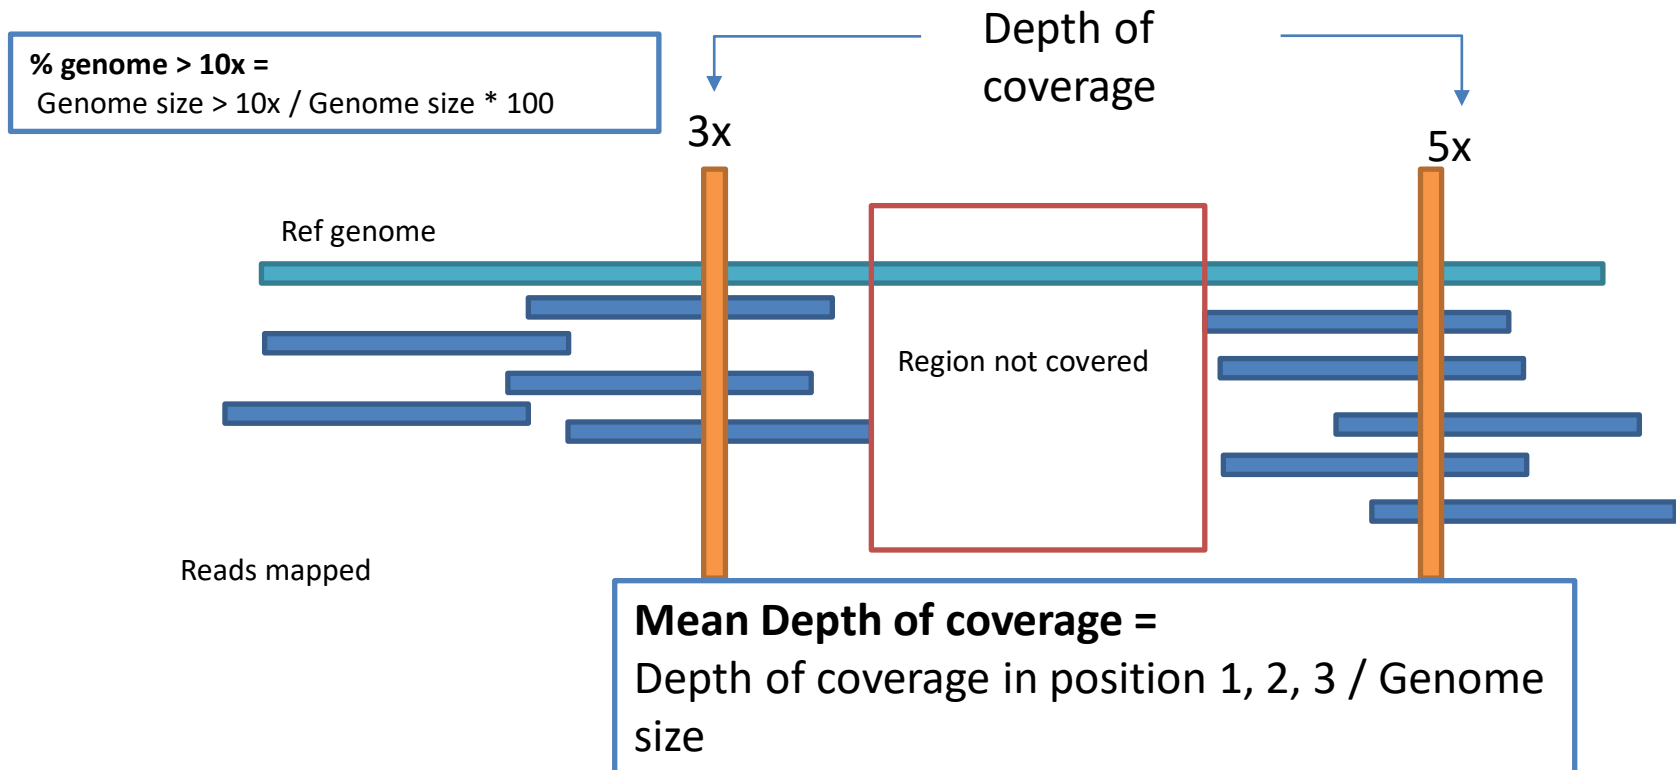 % genome > 10x =
Genome size > 10x / Genome size * 100
Depth of
coverage
3x
5x
Ref genome
Region not covered
Reads mapped
Mean Depth of coverage =
Depth of coverage in position 1, 2, 3 / Genome
size